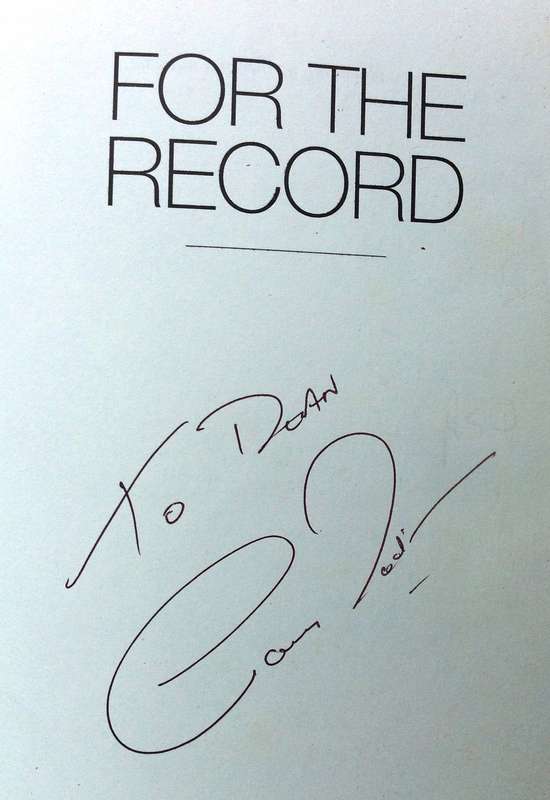 FOR THE
RECORD
To DEAN